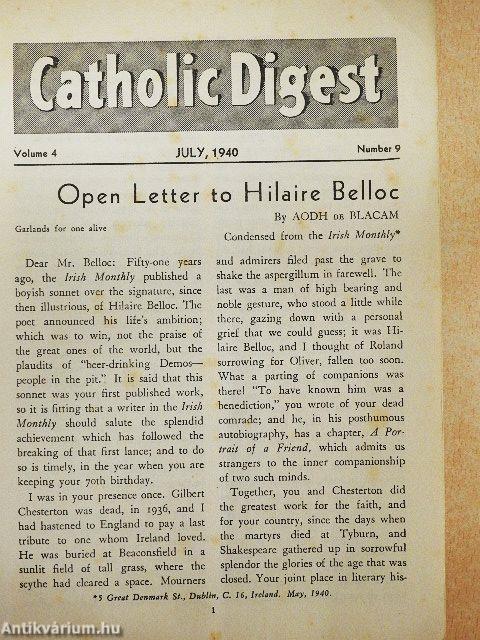 Catholic Digest
Volume 4 JULY, 1940 Number 9
Open Letter to Hilaire Belloc
By AODH DE BLACAM
Garlands for one alive
Condensed from the Irish Monthly*
Dear Mr. Belloc: Fifty-one years
ago, the Irish Monthly published a
boyish sonnet over the signature, since
then illustrious, of Hilaire Belloc. The
poet announced his life's ambition;
which was to win, not the praise of
the great ones of the world, but the
plaudits of "beer-drinking Demos—
people in the pit." It is said that this
sonnet was your first published work,
so it is fitting that a writer in the Irish
Monthly should salute the splendid
achievement which has followed the
breaking of that first lance; and to do
so is timely, in the year when you are
keeping your 70th birthday.
I was in your presence once. Gilbert
Chesterton was dead, in 1936, and I
had hastened to England to pay a last
tribute to one whom Ireland loved.
He was buried at Beaconsfield in a
sunlit field of tall grass, where the
scythe had cleared a space. Mourners
and admirers filed past the grave to
shake the aspergillum in farewell. The
last was a man of high bearing and
noble gesture, who stood a little while
there, gazing down with a personal
grief that we could guess; it was Hi-
laire Belloc, and I thought of Roland
sorrowing for Oliver, fallen too soon.
What a parting of companions was
there! "To have known him was a
benediction," you wrote of your dead
comrade; and he, in his posthumous
autobiography, has a chapter, A Por-
trait of a Friend, which admits us
strangers to the inner companionship
of two such minds.
Together, you and Chesterton did
the greatest work for the faith, and
for your country, since the days when
the martyrs died at Tyburn, and
Shakespeare gathered up in sorrowful
splendor the glories of the age that was
closed. Your joint place in literary his-
*5 Great Denmark St., Dublin, C. 16, Ireland. May, 1940.
1
Antikvárium.hu